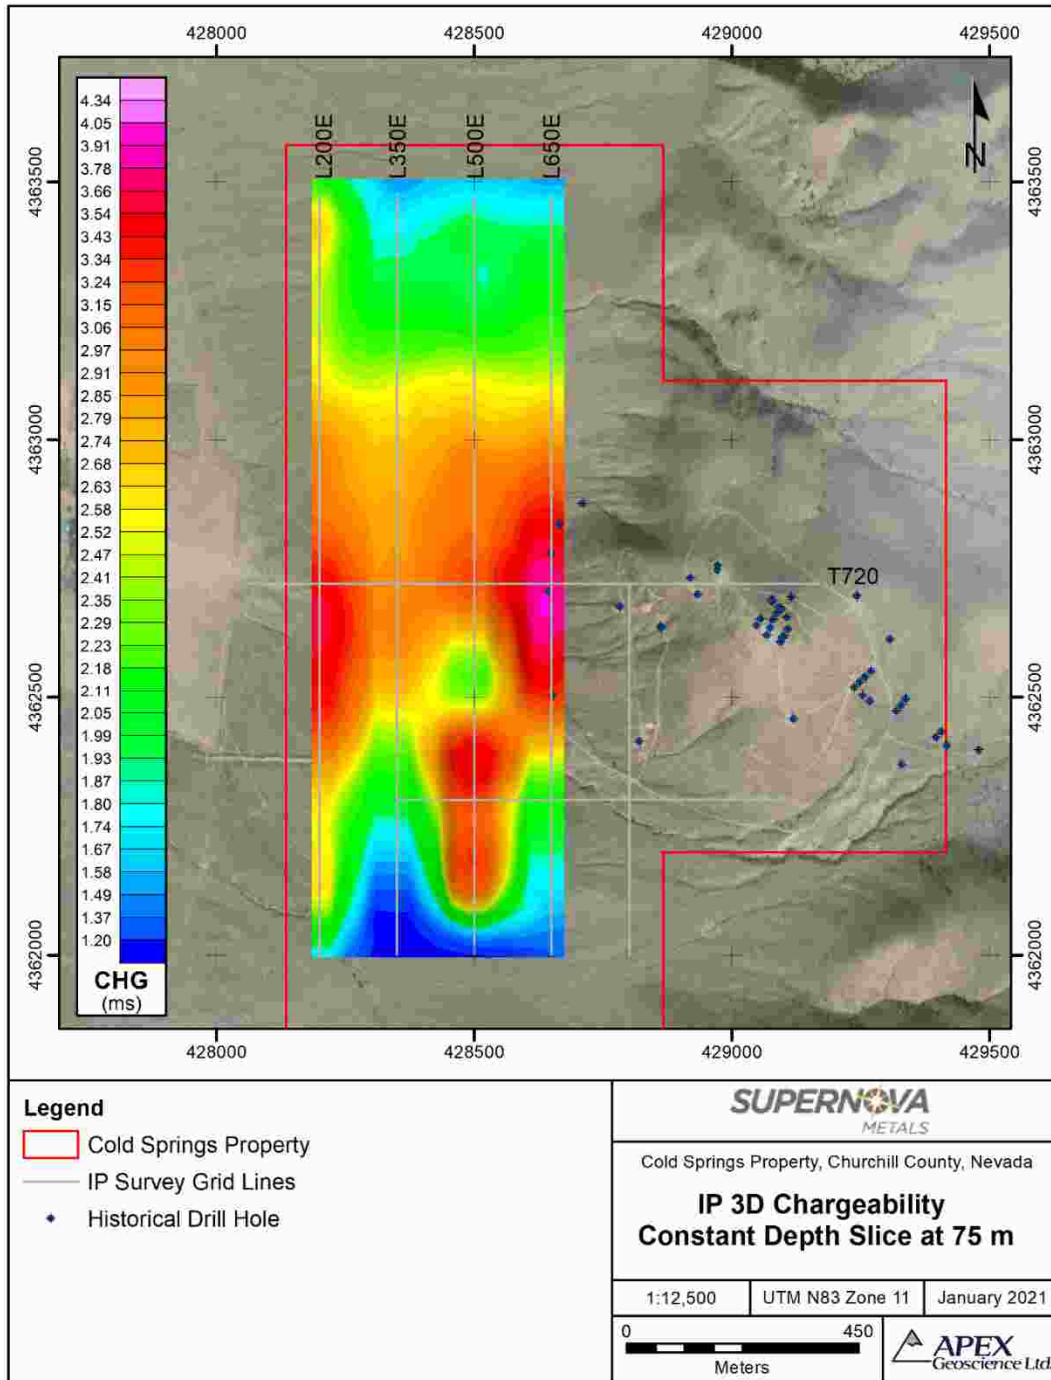 428000 428500 429000 429500
4363500
4363000
4362500
4362000
4363500
4363000
4362500
4362000
L200E
L350E
L500E
L650E
N
T720
4.34
4.05
3.91
3.78
3.66
3.54
3.43
3.34
3.24
3.15
3.06
2.97
2.91
2.85
2.79
2.74
2.68
2.63
2.58
2.52
2.47
2.41
2.35
2.29
2.23
2.18
2.11
2.05
1.99
1.93
1.87
1.80
1.74
1.67
1.58
1.49
1.37
1.20
CHG
(ms)
428000 428500 429000 429500
Legend
Cold Springs Property
IP Survey Grid Lines
Historical Drill Hole
SUPERNOVA
METALS
Cold Springs Property, Churchill County, Nevada
IP 3D Chargeability
Constant Depth Slice at 75 m
1:12,500 UTM N83 Zone 11 January 2021
0 450
Meters
APEX
Geoscience Ltd.